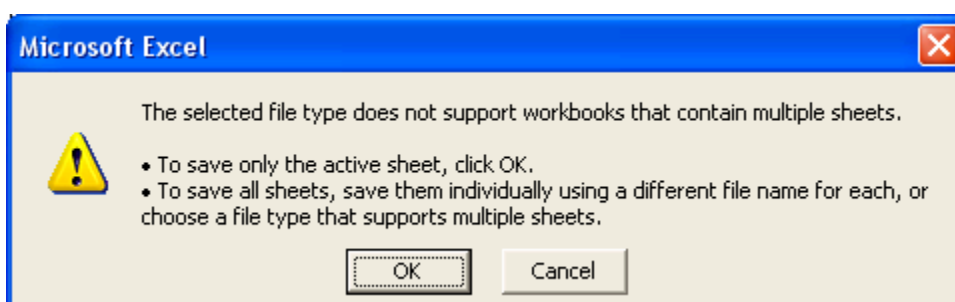 Microsoft Excel
The selected file type does not support workbooks that contain multiple sheets.
• To save only the active sheet, click OK.
• To save all sheets, save them individually using a different file name for each, or
choose a file type that supports multiple sheets.
OK
Cancel